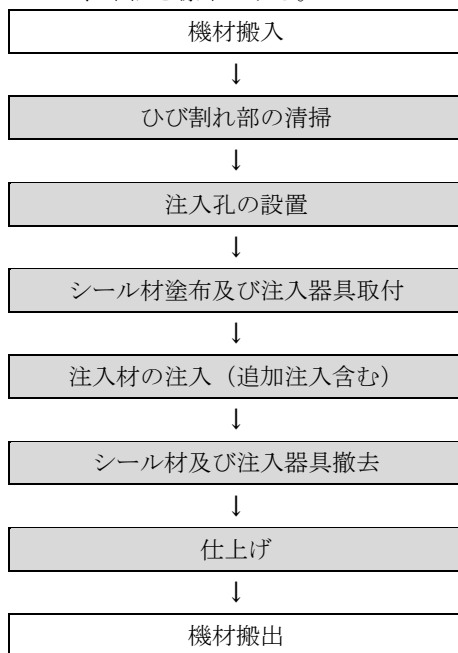 機材搬入
↓
ひび割れ部の清掃
↓
注入孔の設置
↓
シール材塗布及び注入器具取付
↓
注入材の注入（追加注入含む）
↓
シール材及び注入器具撤去
↓
仕上げ
↓
機材搬出